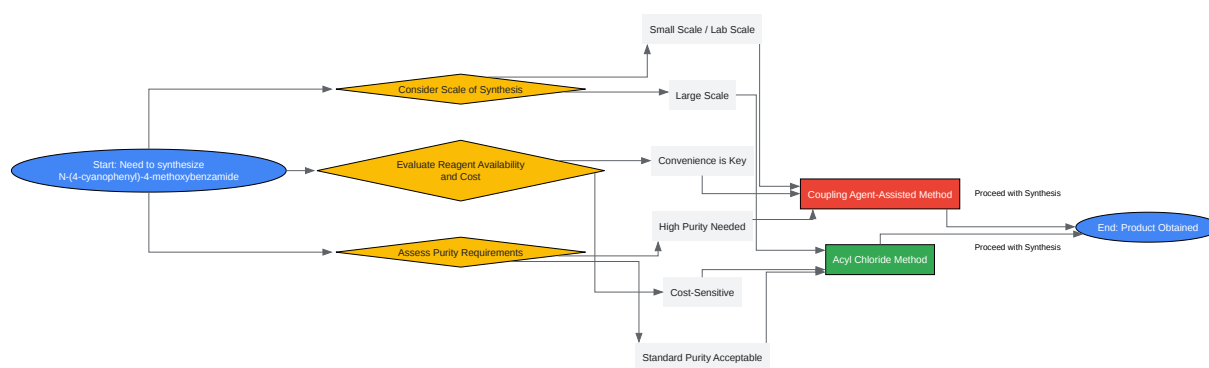 Small Scale / Lab Scale
Consider Scale of Synthesis
Large Scale
Start: Need to synthesize
N-(4-cyanophenyl)-4-methoxybenzamide
Evaluate Reagent Availability
and Cost
Convenience is Key
Coupling Agent-Assisted Method
Proceed with Synthesis
High Purity Needed
End: Product Obtained
Assess Purity Requirements
Acyl Chloride Method
Proceed with Synthesis
Cost-Sensitive
Standard Purity Acceptable